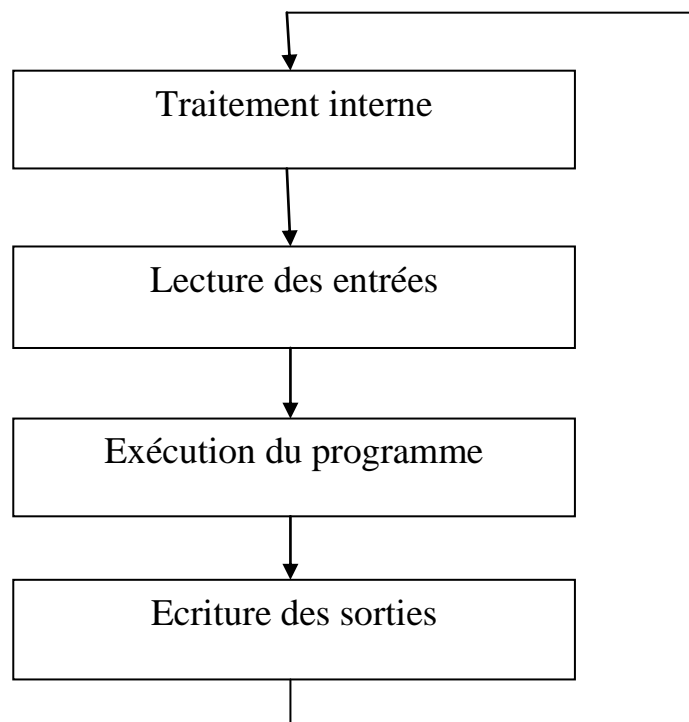 Traitement interne
Lecture des entrées
Exécution du programme
Ecriture des sorties